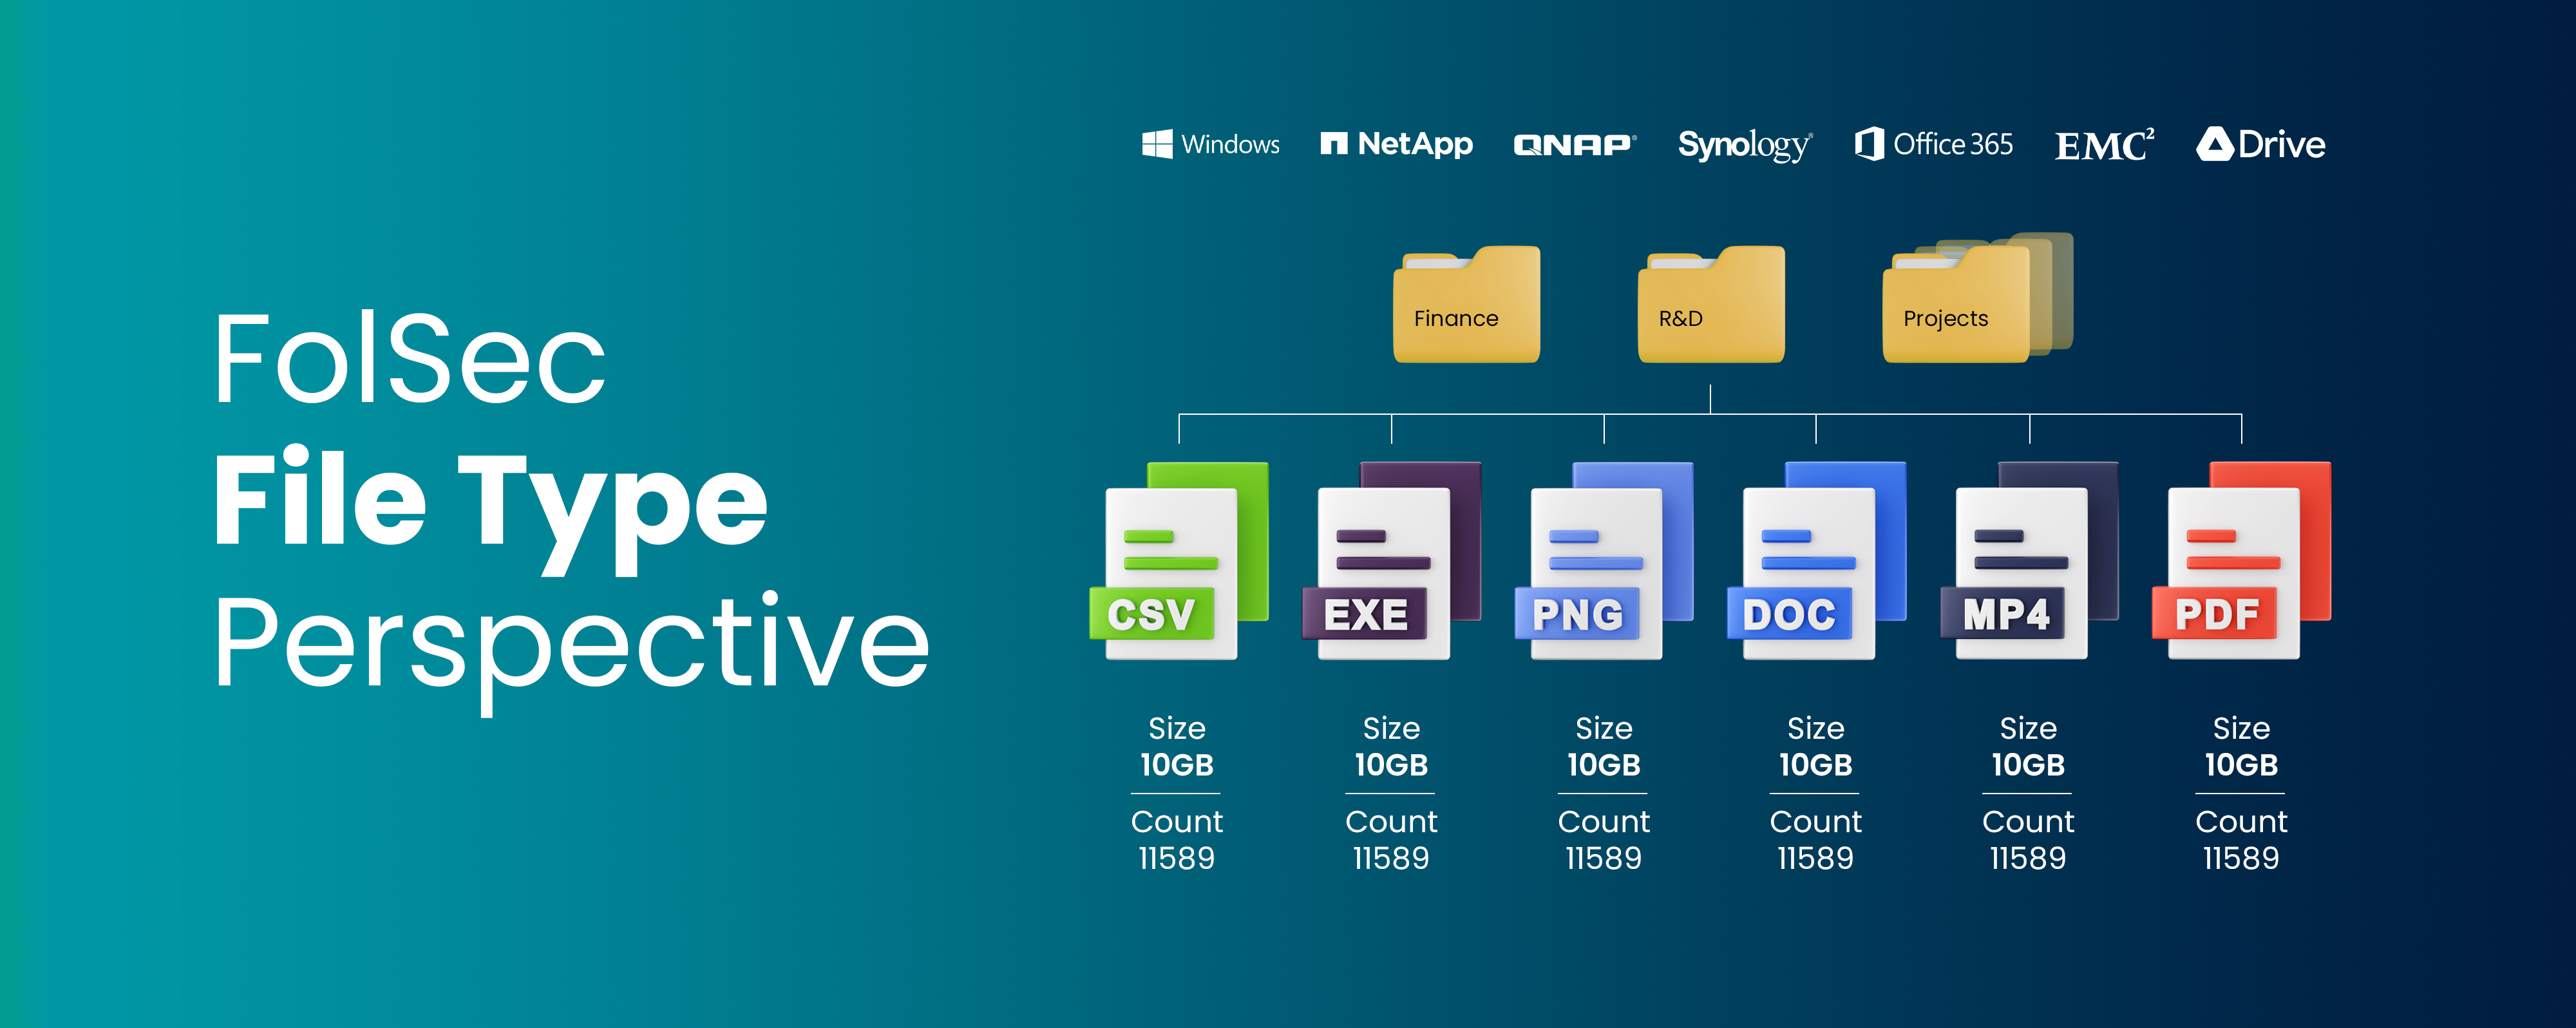 FolSec
File Type
Perspective
Windows NetApp QNAP® Synology® Office 365 EMC² Drive
Finance R&D Projects
CSV EXE PNG DOC MP4 PDF
Size Size Size Size Size Size
10GB 10GB 10GB 10GB 10GB 10GB
Count Count Count Count Count Count
11589 11589 11589 11589 11589 11589